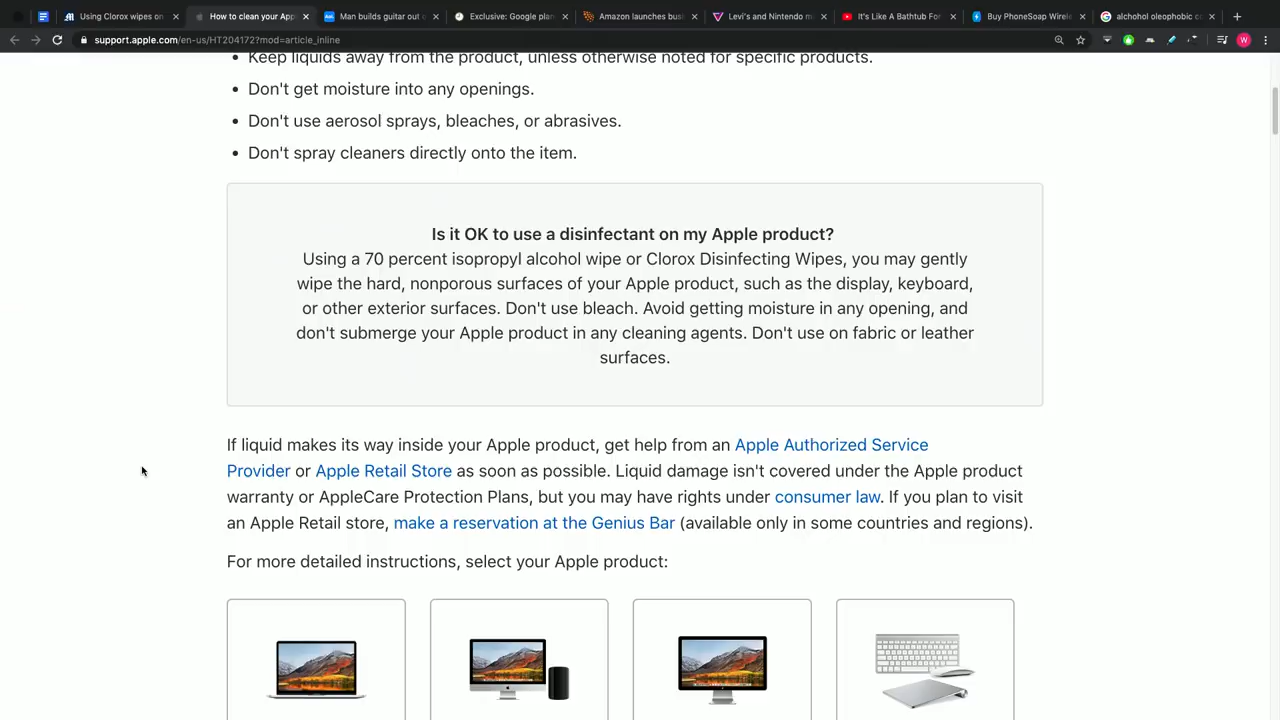 Using Clorox wipes on
How to clean your App
Man builds guitar out o
Exclusive: Google plan
Amazon launches bus
Levi's and Nintendo m
It's Like A Bathtub For
Buy PhoneSoap Wirele
alchohol oleophobic c
support.apple.com/en-us/HT204172?mod=article_inline
W
• Keep liquids away from the product, unless otherwise noted for specific products.
• Don't get moisture into any openings.
• Don't use aerosol sprays, bleaches, or abrasives.
• Don't spray cleaners directly onto the item.
Is it OK to use a disinfectant on my Apple product?
Using a 70 percent isopropyl alcohol wipe or Clorox Disinfecting Wipes, you may gently
wipe the hard, nonporous surfaces of your Apple product, such as the display, keyboard,
or other exterior surfaces. Don't use bleach. Avoid getting moisture in any opening, and
don't submerge your Apple product in any cleaning agents. Don't use on fabric or leather
surfaces.
If liquid makes its way inside your Apple product, get help from an Apple Authorized Service
Provider or Apple Retail Store as soon as possible. Liquid damage isn't covered under the Apple product
warranty or AppleCare Protection Plans, but you may have rights under consumer law. If you plan to visit
an Apple Retail store, make a reservation at the Genius Bar (available only in some countries and regions).
For more detailed instructions, select your Apple product: